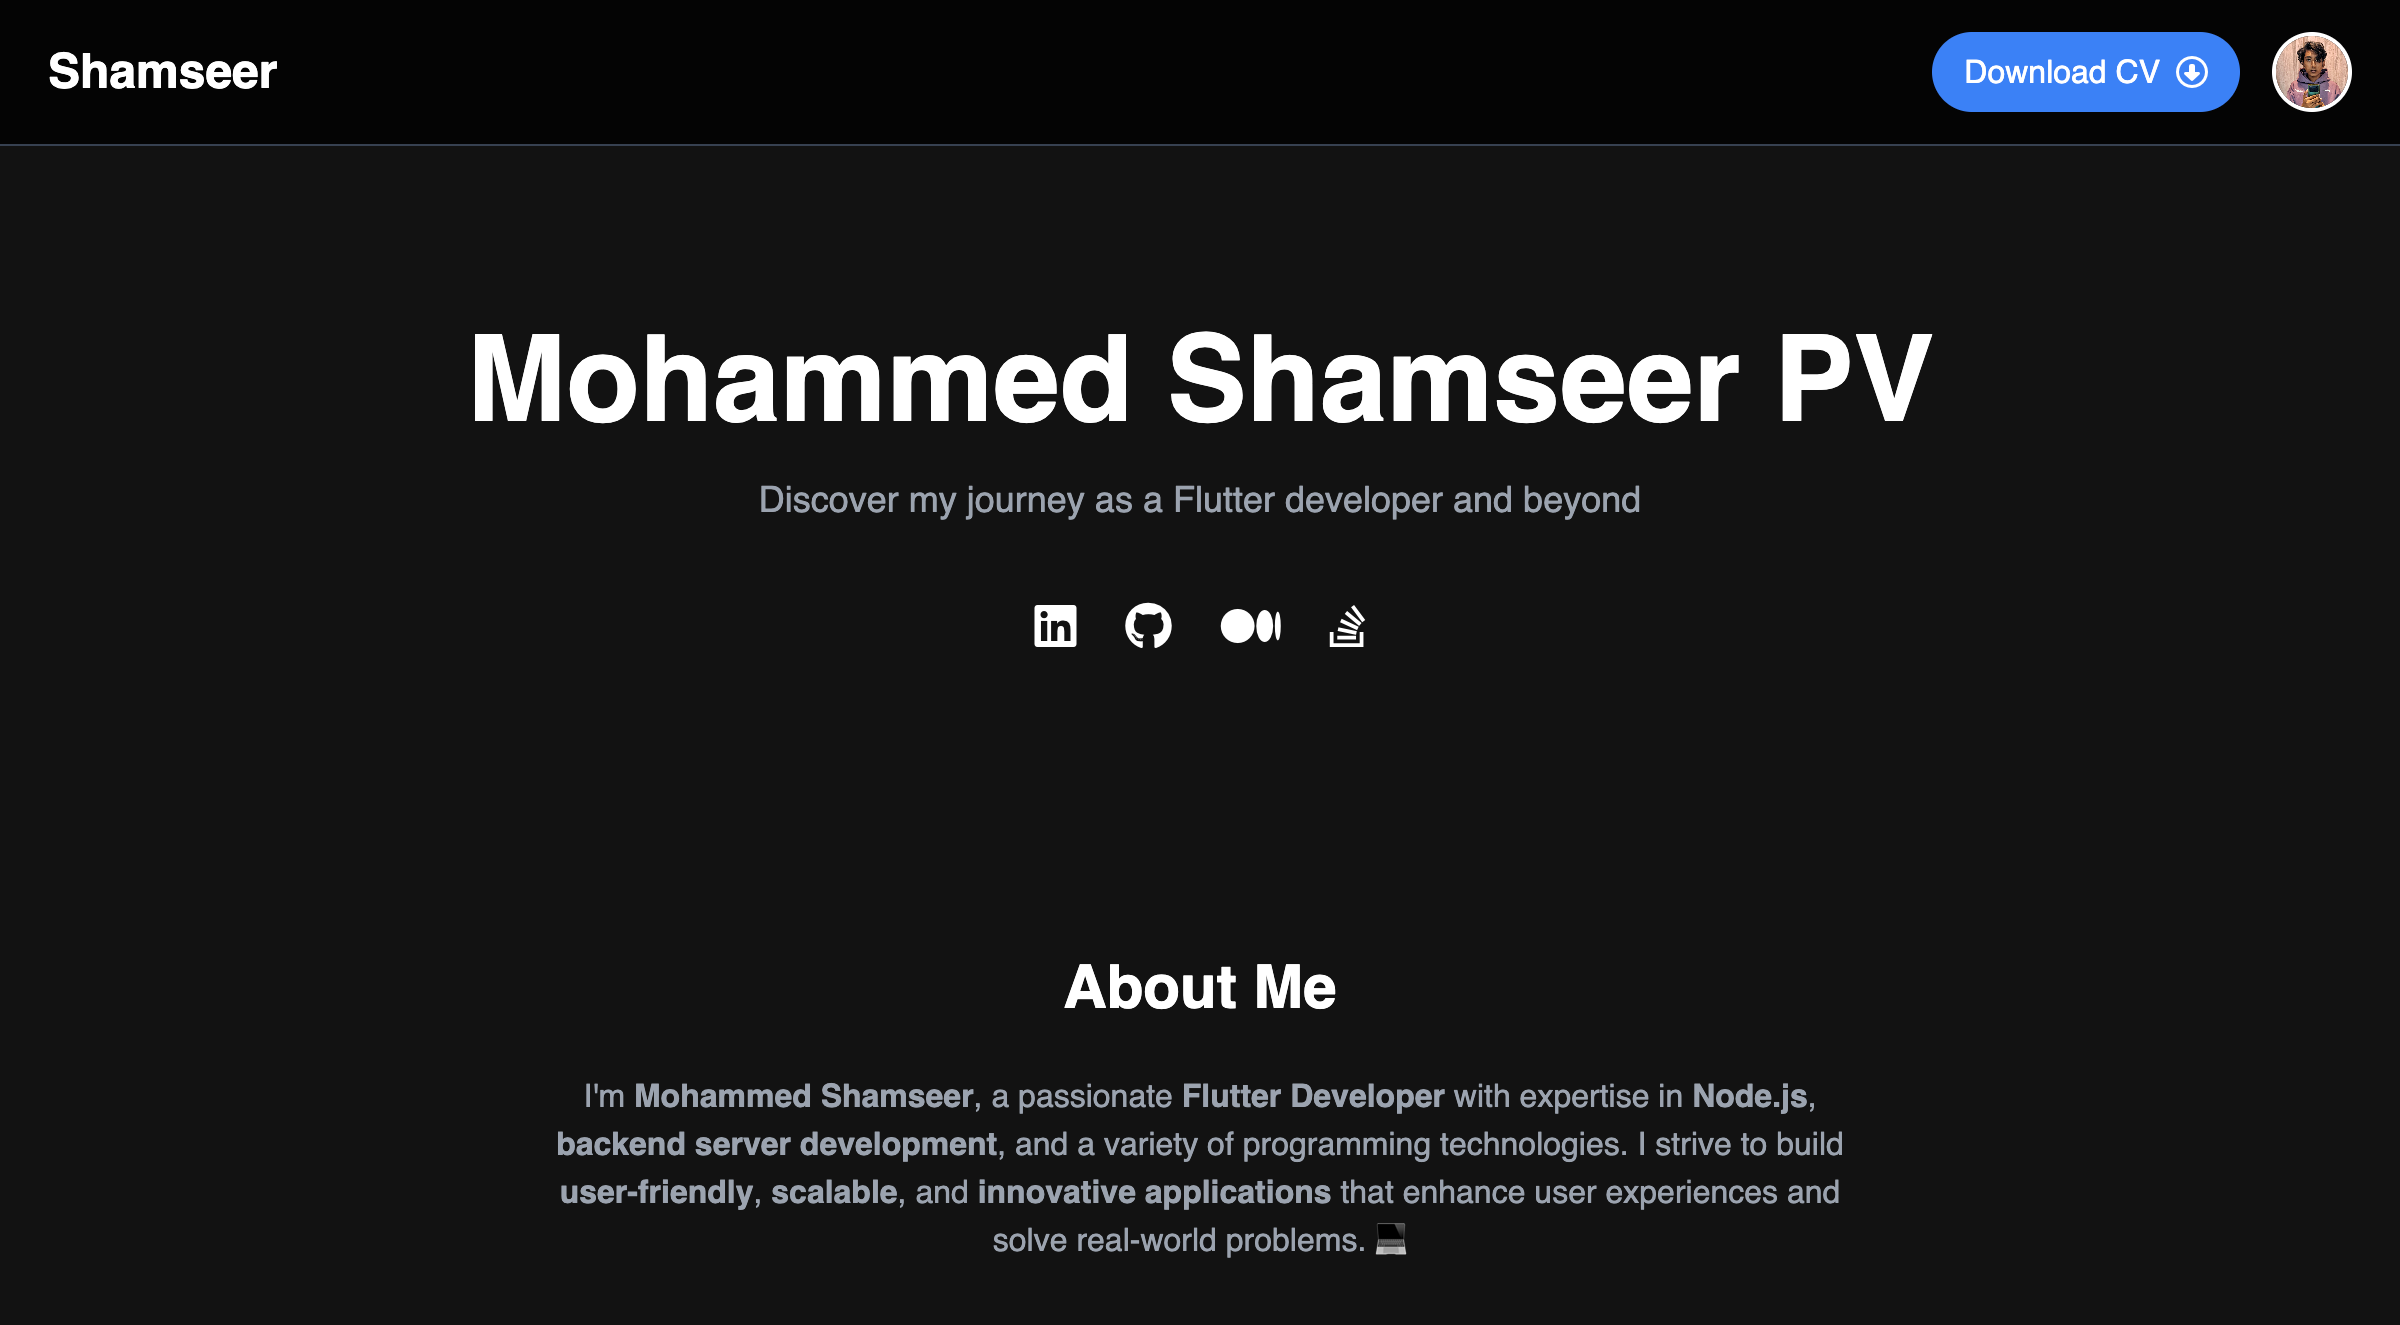 Shamseer
Download CV
Mohammed Shamseer PV
Discover my journey as a Flutter developer and beyond
About Me
I'm Mohammed Shamseer, a passionate Flutter Developer with expertise in Node.js,
backend server development, and a variety of programming technologies. I strive to build
user-friendly, scalable, and innovative applications that enhance user experiences and
solve real-world problems. 💻